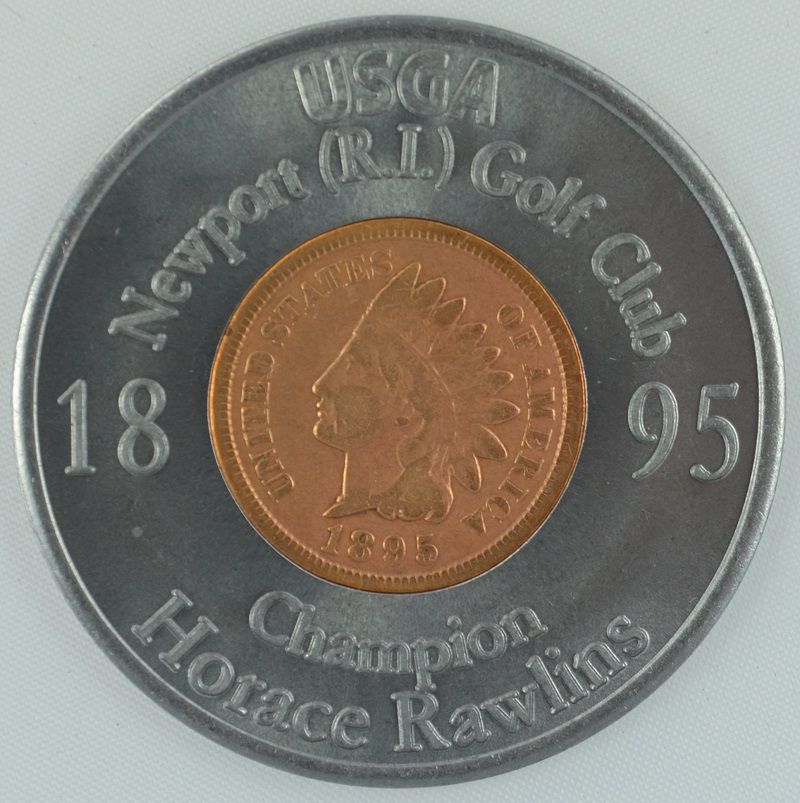 USGA
Newport (R.I.) Golf Club
18 95
UNITED STATES OF AMERICA
1895
Champion
Horace Rawlins